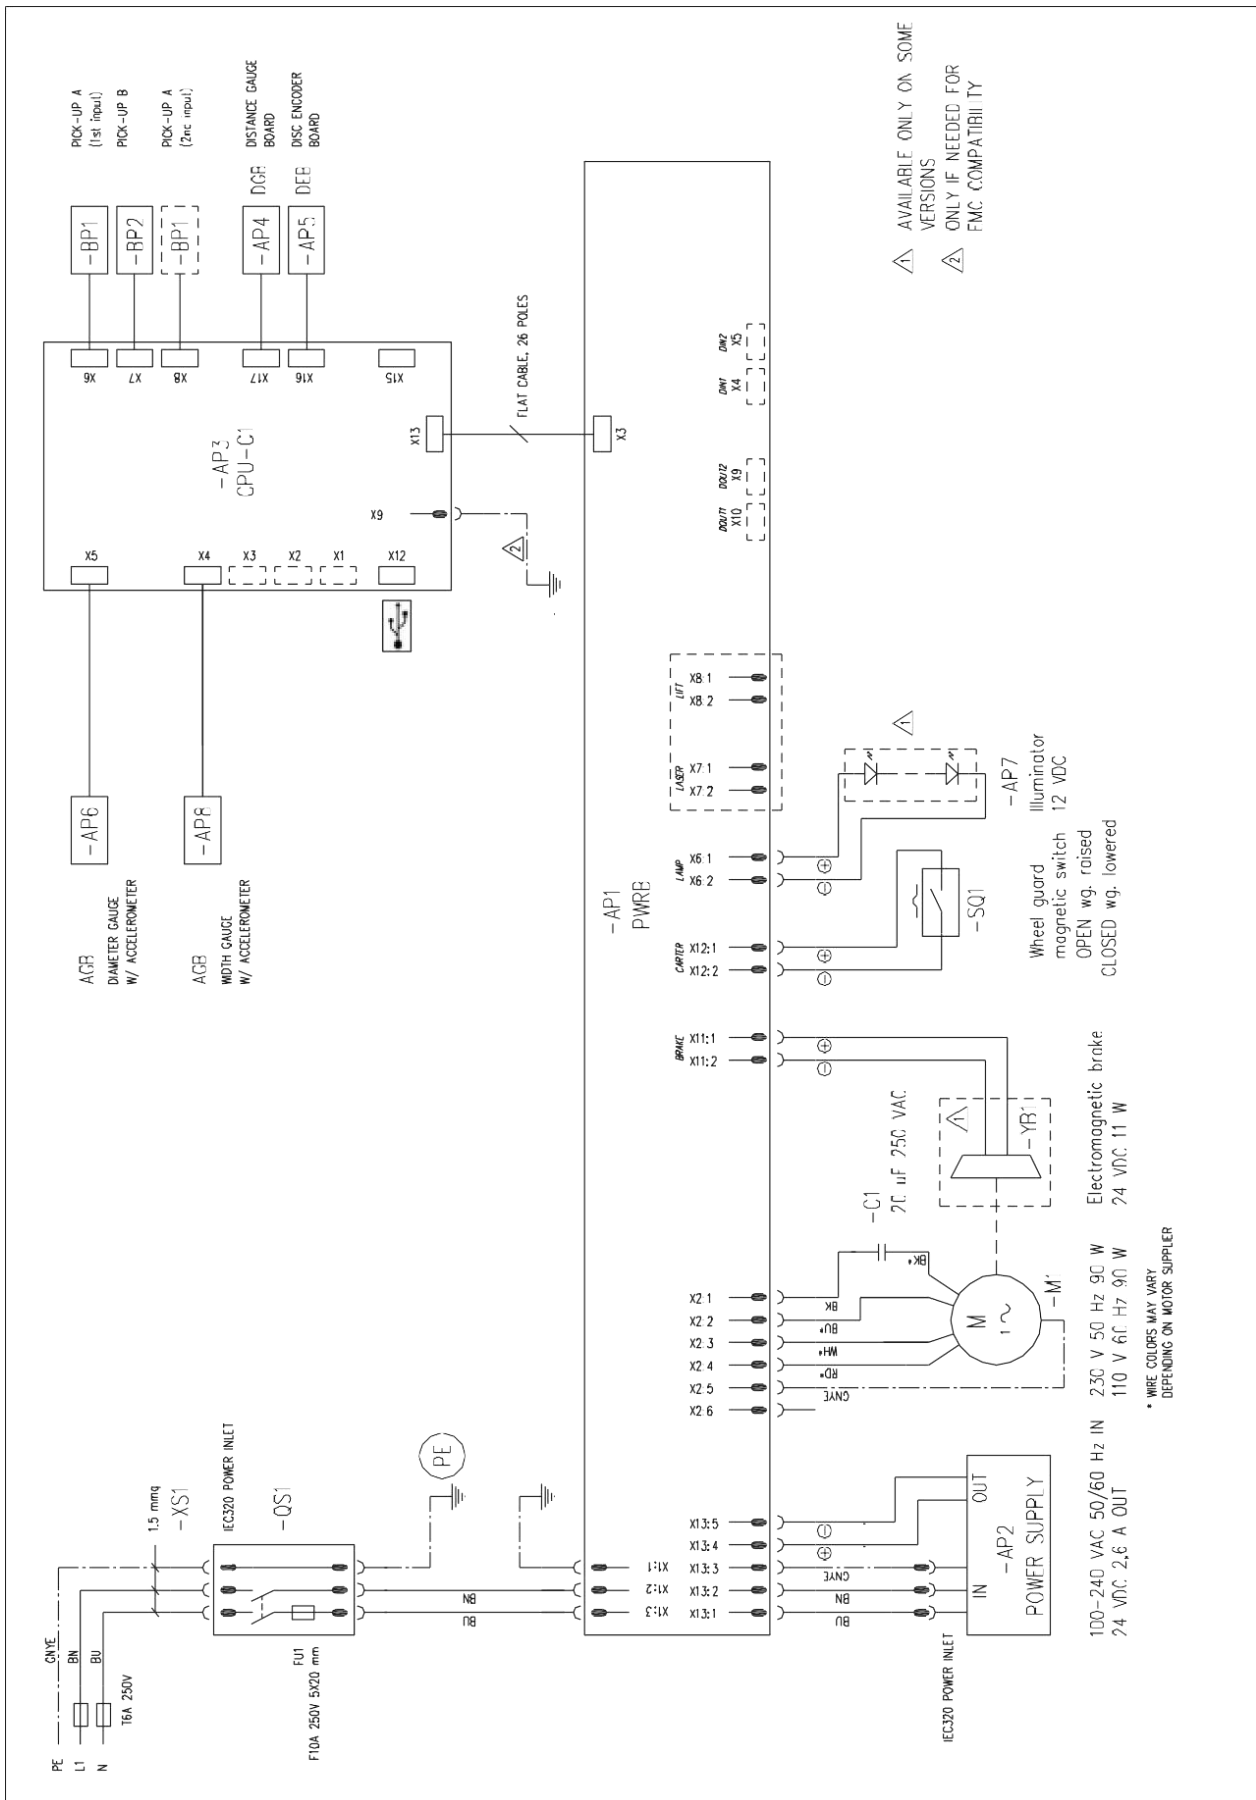 PE
L1
N
GNYE
BN
BU
T6A 250V
1.5 mmq
-XS1
IEC320 POWER INLET
-QS1
FU1
F10A 250V 5X20 mm
PE
BN
BU
X1:1
X1:2
X1:3
AGB
DIAMETER GAUGE
W/ ACCELEROMETER
-AP6
AGB
WIDTH GAUGE
W/ ACCELEROMETER
-AP8
X5
X4
X3
X2
X1
X12
X9
-AP3
CPU-C1
X13
X6
X7
X8
X17
X16
X15
-BP1
PICK-UP A
(1st input)
-BP2
PICK-UP B
-BP1
PICK-UP A
-AP4
DGB
DISTANCE GAUGE
BOARD
-AP5
DEB
DISC ENCODER
BOARD
2
FLAT CABLE, 26 POLES
X3
-AP1
PWRB
X13:5
X13:4
X13:3
X13:2
X13:1
X2:1
X2:2
X2:3
X2:4
X2:5
X2:6
BRAKE
X11:1
X11:2
CARTER
X12:1
X12:2
LAMP
X6:1
X6:2
LASER
X7:1
X7:2
LIFT
X8:1
X8:2
DOUT1
X10
DOUT2
X9
DIN1
X4
DIN2
X5
+
-
GNYE
BN
BU
IEC320 POWER INLET
IN
OUT
-AP2
POWER SUPPLY
100-240 VAC 50/60 Hz IN
24 VDC 2,6 A OUT
BK
BU*
WH*
RD*
GNYE
BK*
-C1
20 uF 250 VAC
M
1~
-M1
230 V 50 Hz 90 W
110 V 60 Hz 90 W
* WIRE COLORS MAY VARY
DEPENDING ON MOTOR SUPPLIER
+
-
1
-YB1
Electromagnetic brake
24 VDC 11 W
+
-
-SQ1
Wheel guard
magnetic switch
OPEN wg. raised
CLOSED wg. lowered
+
-
1
-AP7
Illuminator
12 VDC
1 AVAILABLE ONLY ON SOME
VERSIONS
2 ONLY IF NEEDED FOR
FMC COMPATIBILITY